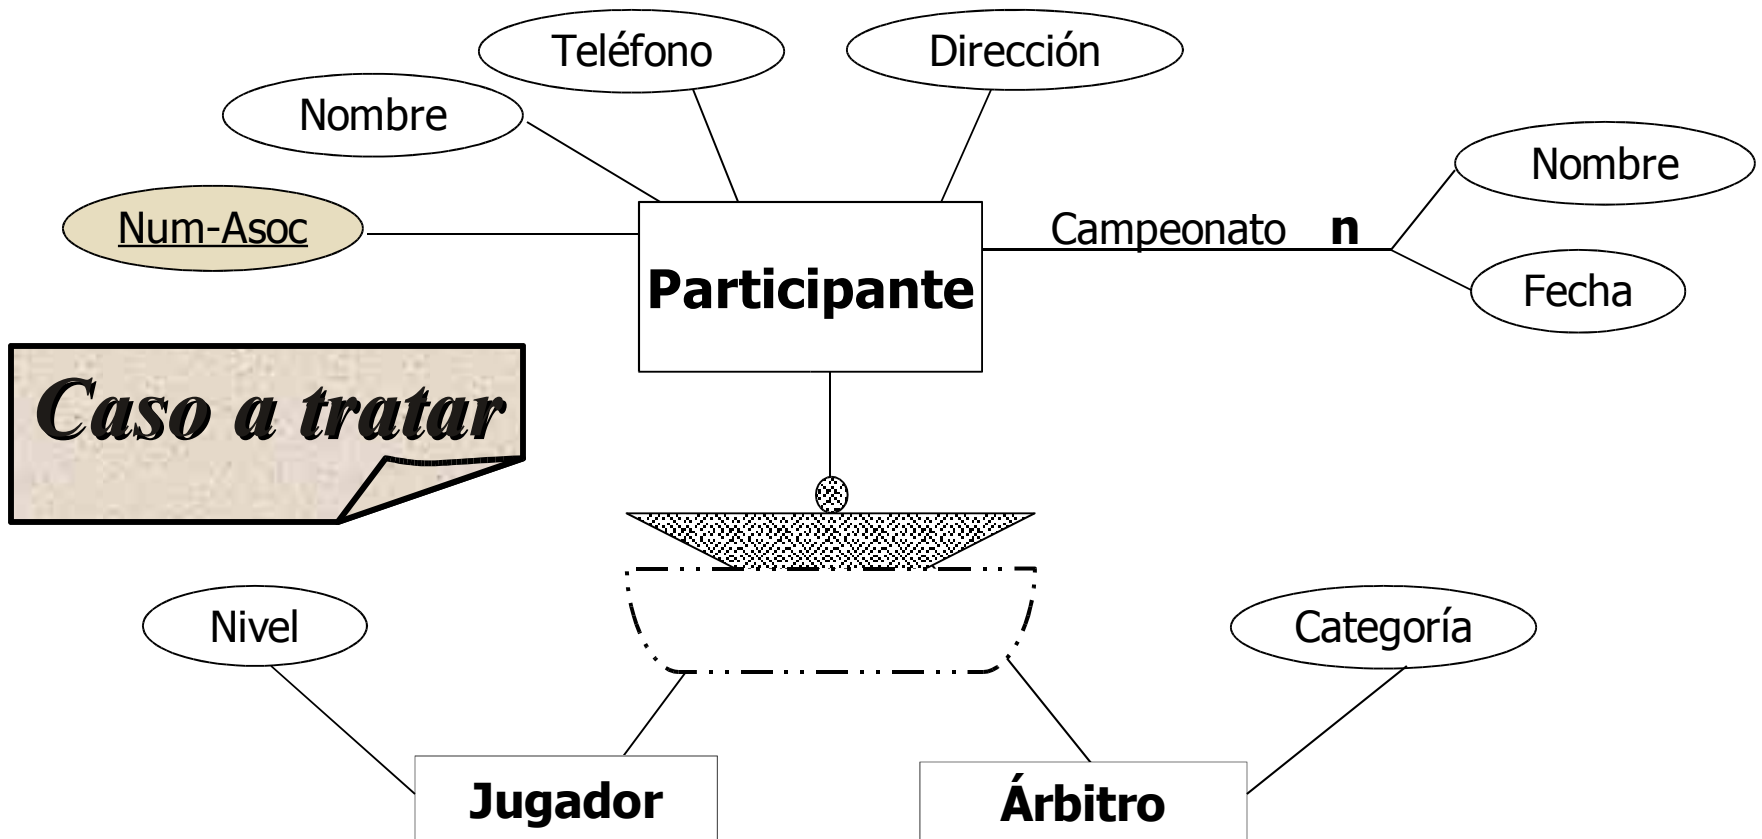 Teléfono
Dirección
Nombre
Nombre
Num-Asoc
Campeonato n
Participante
Fecha
Caso a tratar
Nivel
Categoría
Jugador
Árbitro